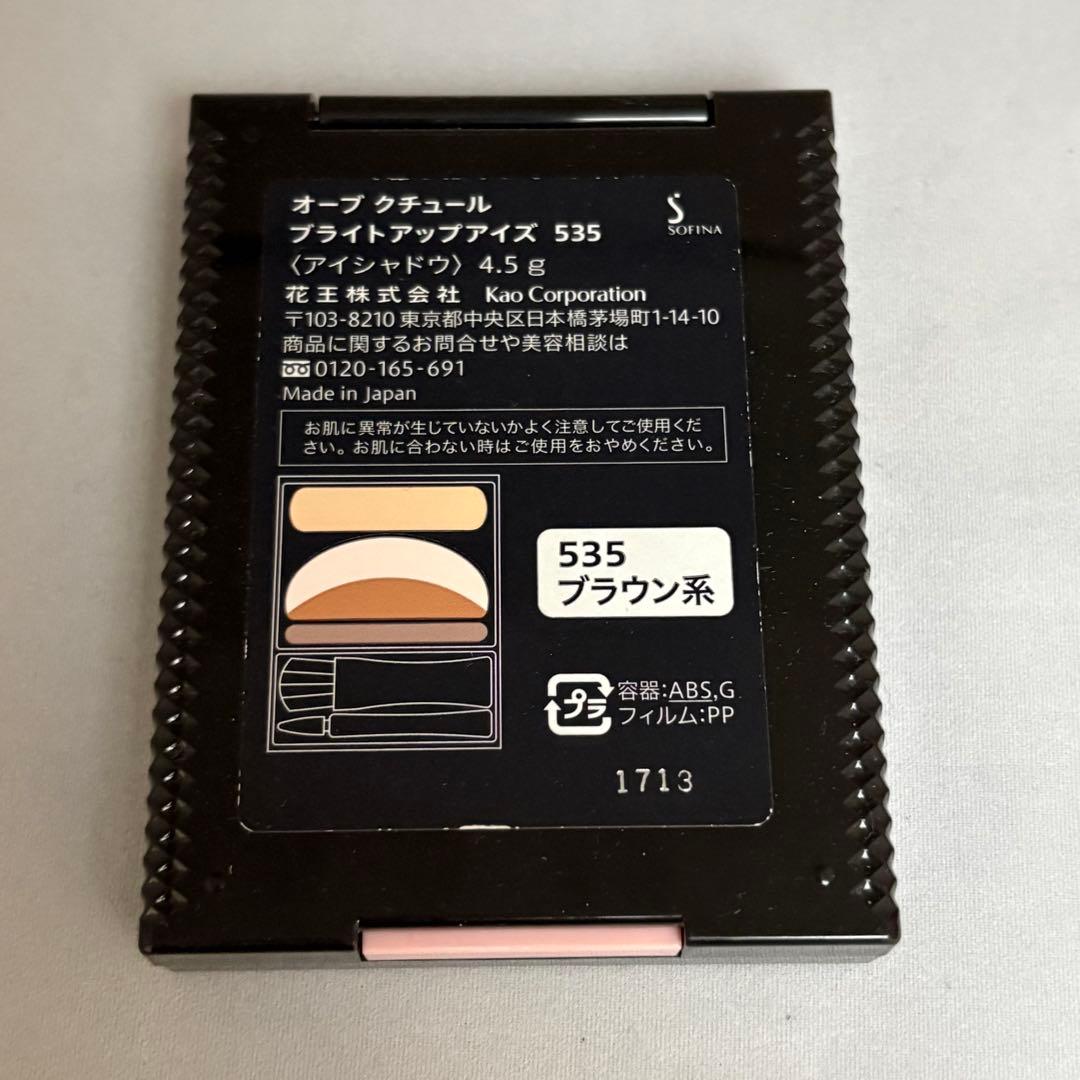 オーブ クチュール
ブライトアップアイズ 535
〈アイシャドウ〉 4.5 g
S
SOFINA
花王株式会社 Kao Corporation
〒103-8210 東京都中央区日本橋茅場町1-14-10
商品に関するお問合せや美容相談は
0120-165-691
Made in Japan
お肌に異常が生じていないかよく注意してご使用くだ
さい。お肌に合わない時はご使用をおやめください。
535
ブラウン系
プラ
容器:ABS,G
フィルム:PP
1713